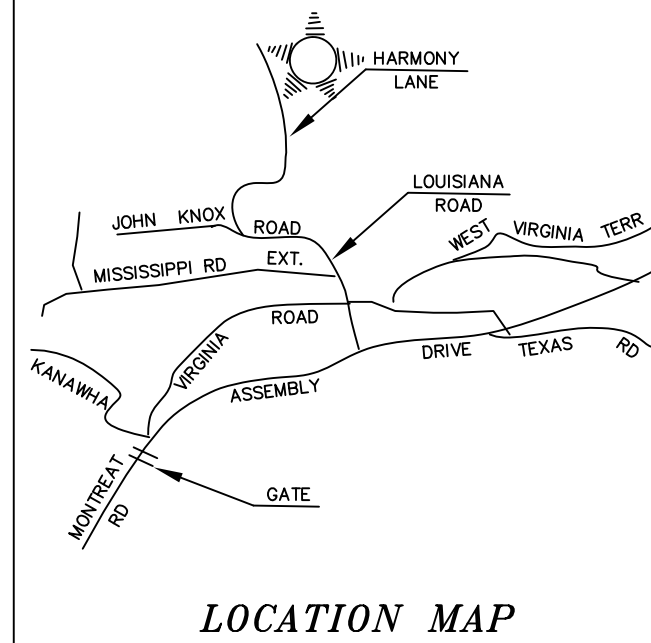 HARMONY
LANE
LOUISIANA
ROAD
JOHN KNOX ROAD
WEST VIRGINIA TERR
MISSISSIPPI RD EXT.
VIRGINIA ROAD
KANAWHA
ASSEMBLY DRIVE
TEXAS RD
MONTREAT
RD
GATE
LOCATION MAP